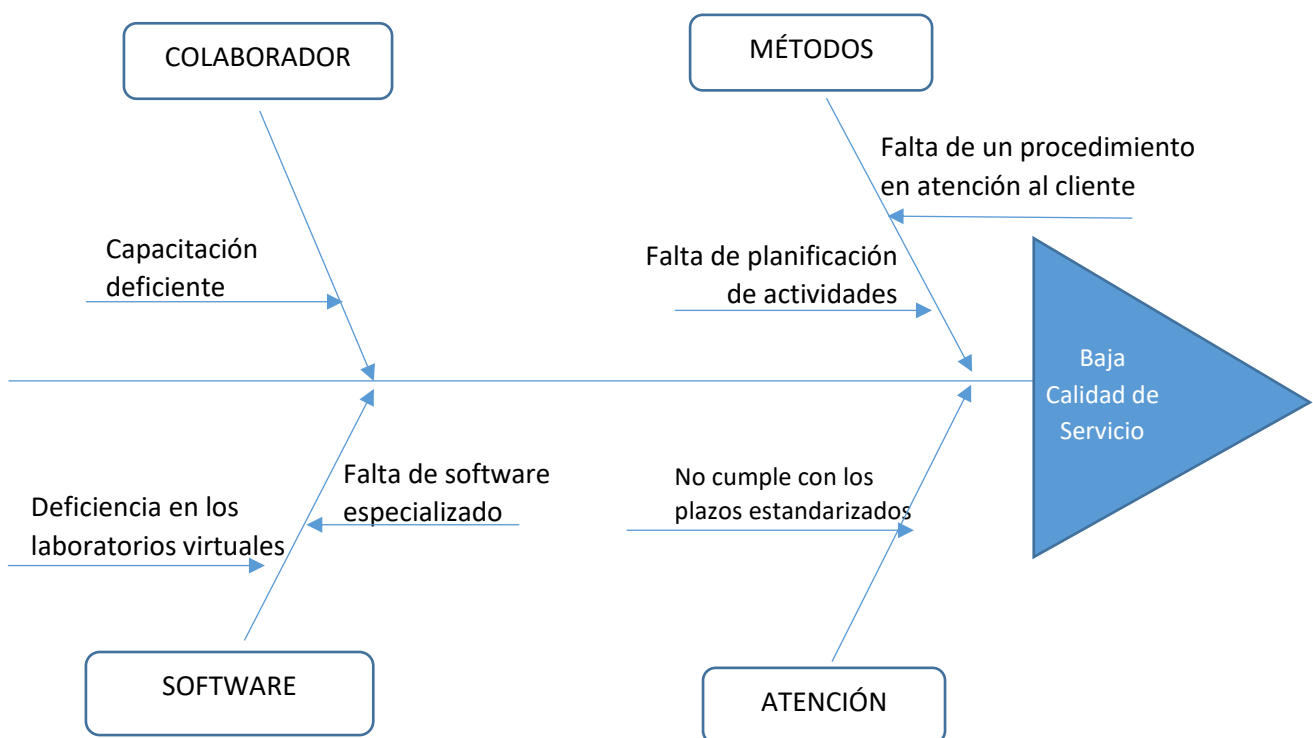 COLABORADOR
MÉTODOS
Falta de un procedimiento
en atención al cliente
Capacitación
deficiente
Falta de planificación
de actividades
Baja
Calidad de
Servicio
Deficiencia en los
laboratorios virtuales
Falta de software
especializado
No cumple con los
plazos estandarizados
SOFTWARE
ATENCIÓN